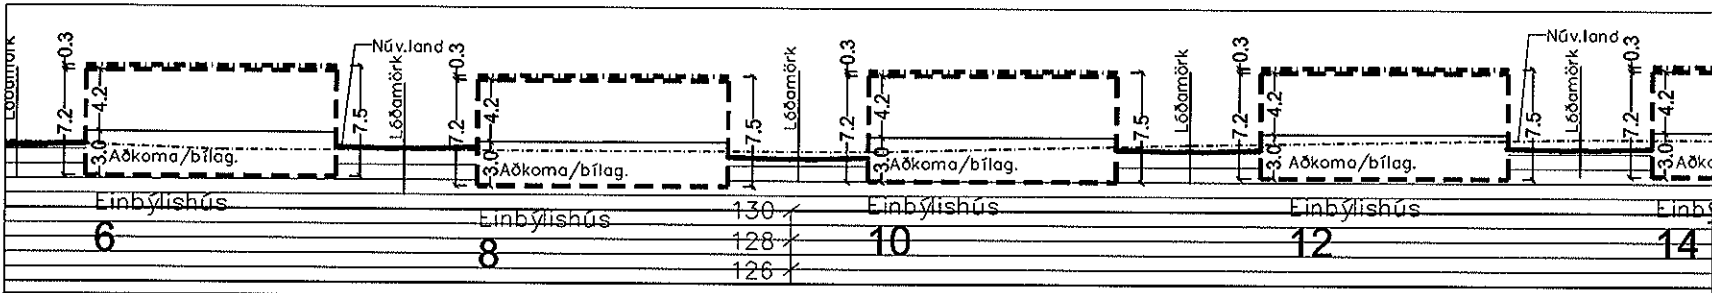 Lóðamörk
7.2
0.3
4.2
3.0
Aðkoma/bílag.
Einbýlishús
6
Núv.land
7.5
Lóðamörk
7.2
0.3
4.2
3.0
Aðkoma/bílag.
Einbýlishús
8
7.5
Lóðamörk
130
128
126
7.2
0.3
4.2
3.0
Aðkoma/bílag.
Einbýlishús
10
7.5
Lóðamörk
7.2
0.3
4.2
3.0
Aðkoma/bílag.
Einbýlishús
12
Núv.land
7.5
Lóðamörk
7.2
0.3
4.2
3.0
Aðko
Einbý
14